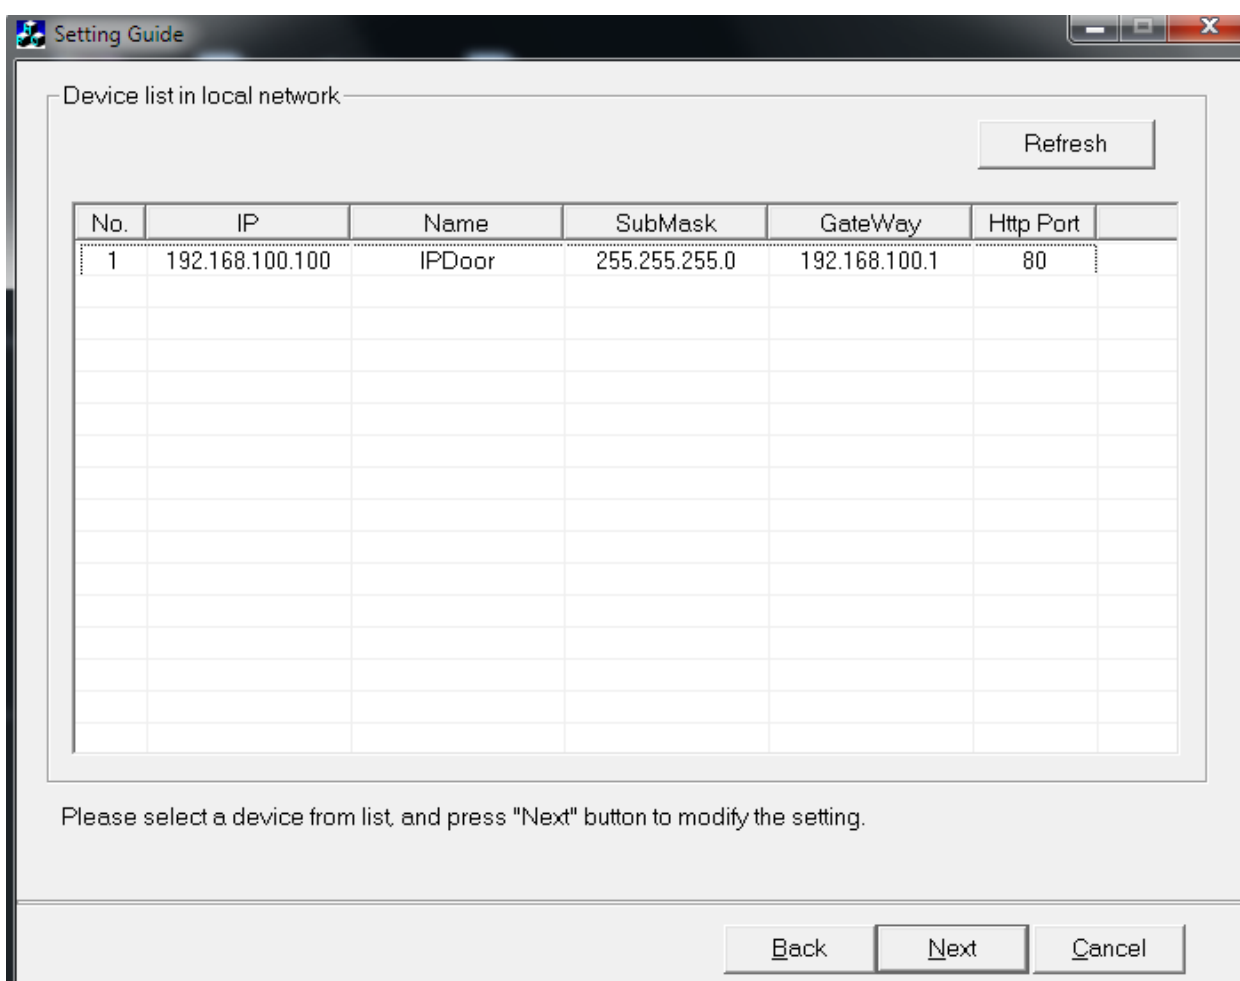 Setting Guide
Device list in local network
Refresh
No. IP Name SubMask GateWay Http Port
1 192.168.100.100 IPDoor 255.255.255.0 192.168.100.1 80
Please select a device from list, and press "Next" button to modify the setting.
Back Next Cancel